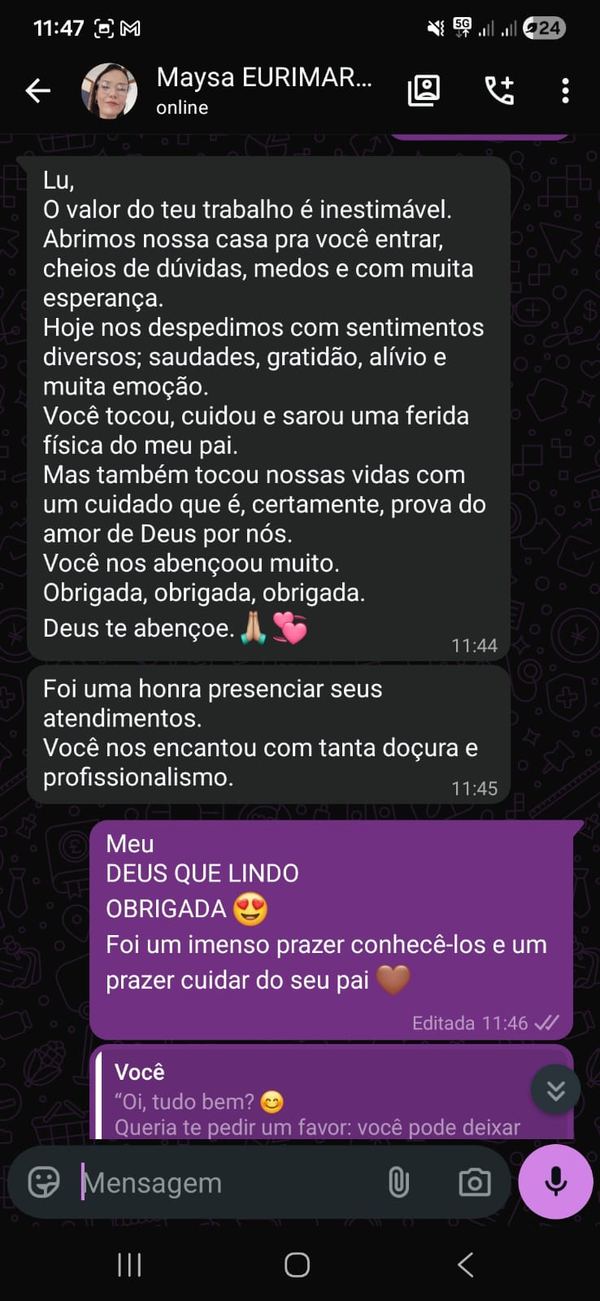 11:47
5G
24
Maysa EURIMAR...
online
Lu,
O valor do teu trabalho é inestimável.
Abrimos nossa casa pra você entrar,
cheios de dúvidas, medos e com muita
esperança.
Hoje nos despedimos com sentimentos
diversos; saudades, gratidão, alívio e
muita emoção.
Você tocou, cuidou e sarou uma ferida
física do meu pai.
Mas também tocou nossas vidas com
um cuidado que é, certamente, prova do
amor de Deus por nós.
Você nos abençoou muito.
Obrigada, obrigada, obrigada.
Deus te abençoe.🙏🏼💞
11:44
Foi uma honra presenciar seus
atendimentos.
Você nos encantou com tanta doçura e
profissionalismo.
11:45
Meu
DEUS QUE LINDO
OBRIGADA 😍
Foi um imenso prazer conhecê-los e um
prazer cuidar do seu pai 🤎
Editada 11:46
Você
“Oi, tudo bem? 😊
Queria te pedir um favor: você pode deixar
Mensagem